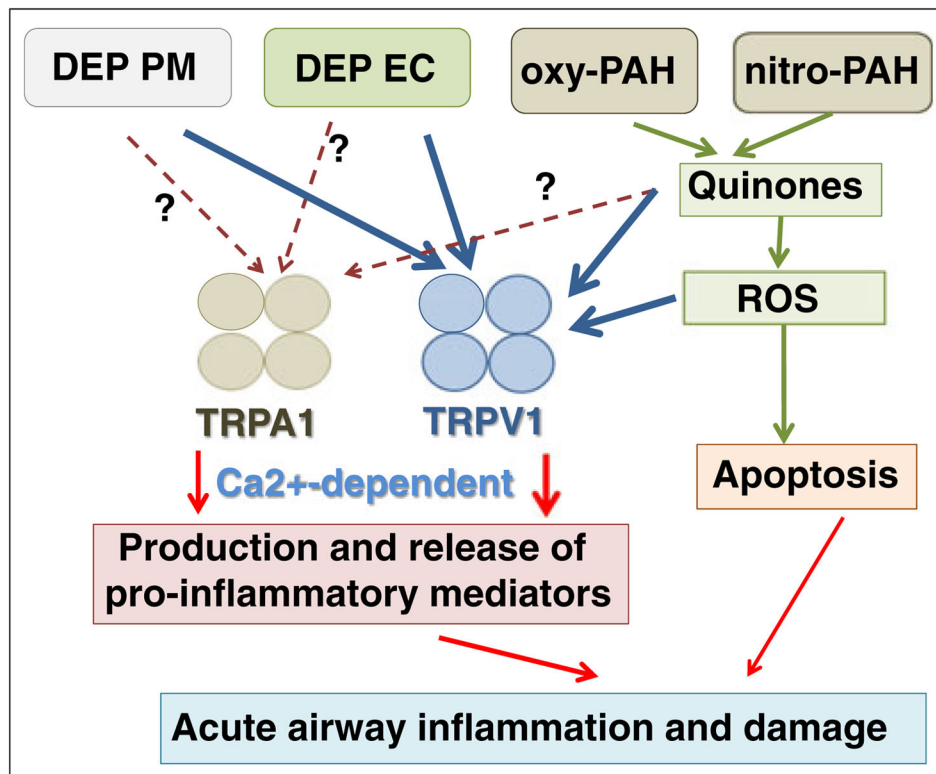 DEP PM
DEP EC
oxy-PAH
nitro-PAH
?
?
?
Quinones
ROS
TRPA1
TRPV1
Ca2+-dependent
Apoptosis
Production and release of
pro-inflammatory mediators
Acute airway inflammation and damage